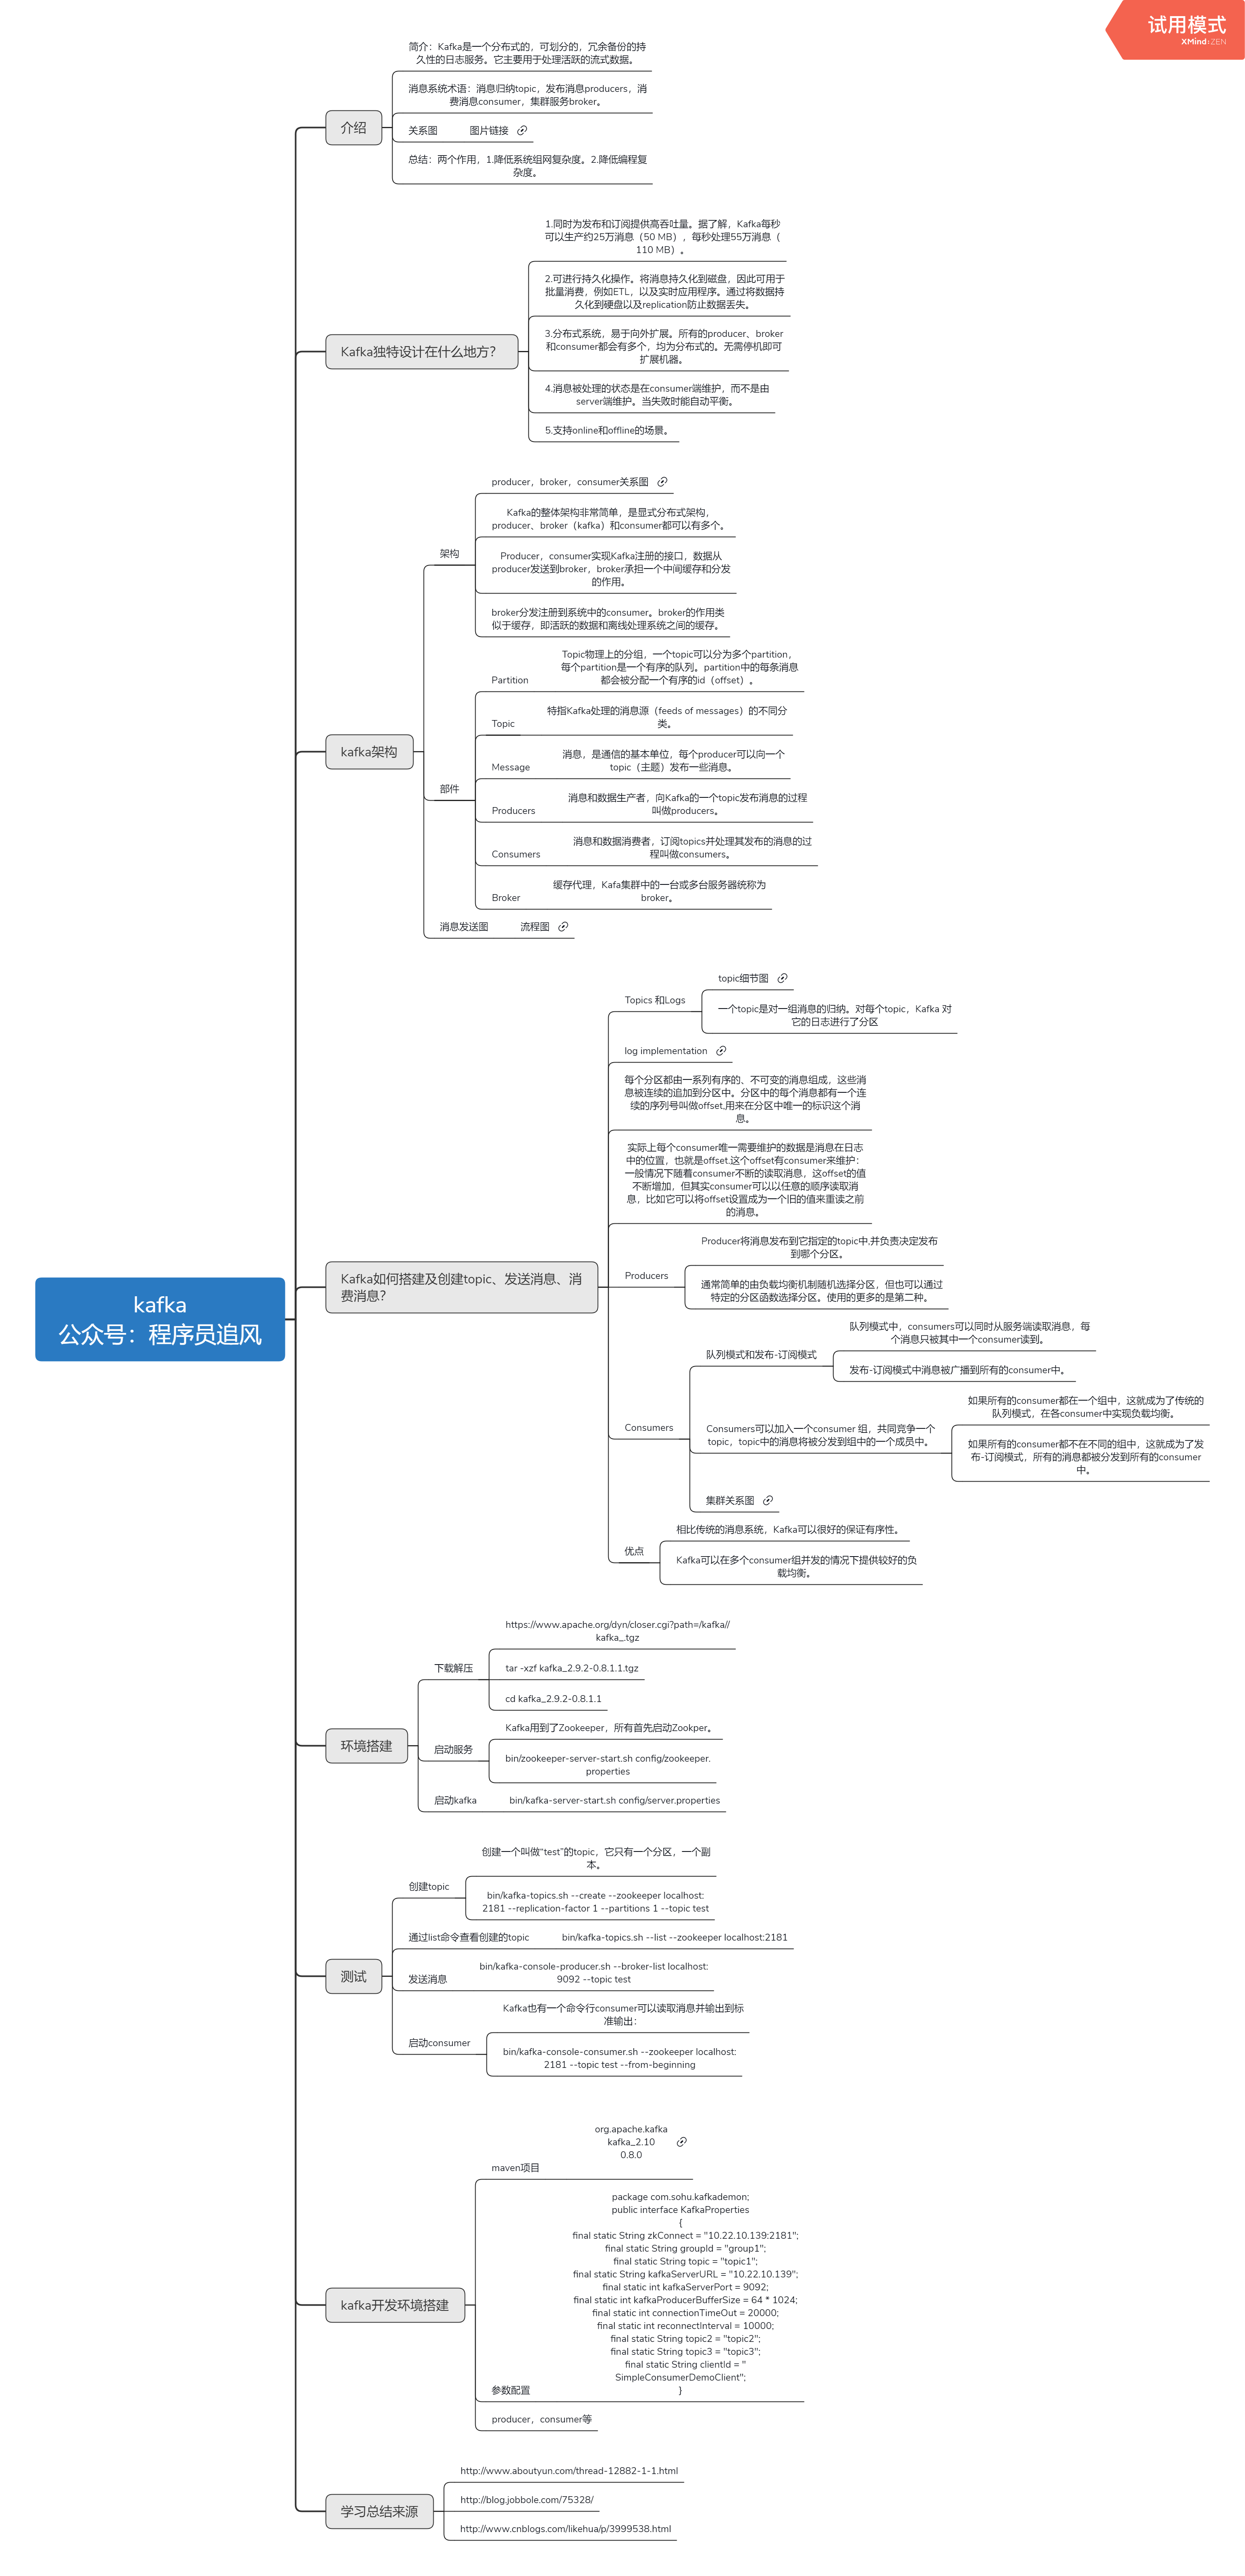 试用模式
XMind:ZEN
kafka
公众号：程序员追风
介绍
简介：Kafka是一个分布式的，可划分的，冗余备份的持
久性的日志服务。它主要用于处理活跃的流式数据。
消息系统术语：消息归纳topic，发布消息producers，消
费消息consumer，集群服务broker。
关系图
图片链接
总结：两个作用，1.降低系统组网复杂度。2.降低编程复
杂度。
Kafka独特设计在什么地方？
1.同时为发布和订阅提供高吞吐量。据了解，Kafka每秒
可以生产约25万消息（50 MB），每秒处理55万消息（
110 MB）。
2.可进行持久化操作。将消息持久化到磁盘，因此可用于
批量消费，例如ETL，以及实时应用程序。通过将数据持
久化到硬盘以及replication防止数据丢失。
3.分布式系统，易于向外扩展。所有的producer、broker
和consumer都会有多个，均为分布式的。无需停机即可
扩展机器。
4.消息被处理的状态是在consumer端维护，而不是由
server端维护。当失败时能自动平衡。
5.支持online和offline的场景。
kafka架构
架构
producer，broker，consumer关系图
Kafka的整体架构非常简单，是显式分布式架构，
producer、broker（kafka）和consumer都可以有多个。
Producer，consumer实现Kafka注册的接口，数据从
producer发送到broker，broker承担一个中间缓存和分发
的作用。
broker分发注册到系统中的consumer。broker的作用类
似于缓存，即活跃的数据和离线处理系统之间的缓存。
部件
Partition
Topic物理上的分组，一个topic可以分为多个partition，
每个partition是一个有序的队列。partition中的每条消息
都会被分配一个有序的id（offset）。
Topic
特指Kafka处理的消息源（feeds of messages）的不同分
类。
Message
消息，是通信的基本单位，每个producer可以向一个
topic（主题）发布一些消息。
Producers
消息和数据生产者，向Kafka的一个topic发布消息的过程
叫做producers。
Consumers
消息和数据消费者，订阅topics并处理其发布的消息的过
程叫做consumers。
Broker
缓存代理，Kafa集群中的一台或多台服务器统称为
broker。
消息发送图
流程图
Kafka如何搭建及创建topic、发送消息、消
费消息？
Topics 和Logs
topic细节图
一个topic是对一组消息的归纳。对每个topic，Kafka 对
它的日志进行了分区
log implementation
每个分区都由一系列有序的、不可变的消息组成，这些消
息被连续的追加到分区中。分区中的每个消息都有一个连
续的序列号叫做offset,用来在分区中唯一的标识这个消
息。
实际上每个consumer唯一需要维护的数据是消息在日志
中的位置，也就是offset.这个offset有consumer来维护：
一般情况下随着consumer不断的读取消息，这offset的值
不断增加，但其实consumer可以以任意的顺序读取消
息，比如它可以将offset设置成为一个旧的值来重读之前
的消息。
Producers
Producer将消息发布到它指定的topic中,并负责决定发布
到哪个分区。
通常简单的由负载均衡机制随机选择分区，但也可以通过
特定的分区函数选择分区。使用的更多的是第二种。
Consumers
队列模式和发布-订阅模式
队列模式中，consumers可以同时从服务端读取消息，每
个消息只被其中一个consumer读到。
发布-订阅模式中消息被广播到所有的consumer中。
Consumers可以加入一个consumer 组，共同竞争一个
topic，topic中的消息将被分发到组中的一个成员中。
如果所有的consumer都在一个组中，这就成为了传统的
队列模式，在各consumer中实现负载均衡。
如果所有的consumer都不在不同的组中，这就成为了发
布-订阅模式，所有的消息都被分发到所有的consumer
中。
集群关系图
优点
相比传统的消息系统，Kafka可以很好的保证有序性。
Kafka可以在多个consumer组并发的情况下提供较好的负
载均衡。
环境搭建
下载解压
https://www.apache.org/dyn/closer.cgi?path=/kafka//
kafka_.tgz
tar -xzf kafka_2.9.2-0.8.1.1.tgz
cd kafka_2.9.2-0.8.1.1
启动服务
Kafka用到了Zookeeper，所有首先启动Zookper。
bin/zookeeper-server-start.sh config/zookeeper.
properties
启动kafka
bin/kafka-server-start.sh config/server.properties
测试
创建topic
创建一个叫做“test”的topic，它只有一个分区，一个副
本。
bin/kafka-topics.sh --create --zookeeper localhost:
2181 --replication-factor 1 --partitions 1 --topic test
通过list命令查看创建的topic
bin/kafka-topics.sh --list --zookeeper localhost:2181
发送消息
bin/kafka-console-producer.sh --broker-list localhost:
9092 --topic test
启动consumer
Kafka也有一个命令行consumer可以读取消息并输出到标
准输出：
bin/kafka-console-consumer.sh --zookeeper localhost:
2181 --topic test --from-beginning
kafka开发环境搭建
maven项目
org.apache.kafka
kafka_2.10
0.8.0
参数配置
package com.sohu.kafkademon;
public interface KafkaProperties
{
final static String zkConnect = "10.22.10.139:2181";
final static String groupId = "group1";
final static String topic = "topic1";
final static String kafkaServerURL = "10.22.10.139";
final static int kafkaServerPort = 9092;
final static int kafkaProducerBufferSize = 64 * 1024;
final static int connectionTimeOut = 20000;
final static int reconnectInterval = 10000;
final static String topic2 = "topic2";
final static String topic3 = "topic3";
final static String clientId = "
SimpleConsumerDemoClient";
}
producer，consumer等
学习总结来源
http://www.aboutyun.com/thread-12882-1-1.html
http://blog.jobbole.com/75328/
http://www.cnblogs.com/likehua/p/3999538.html